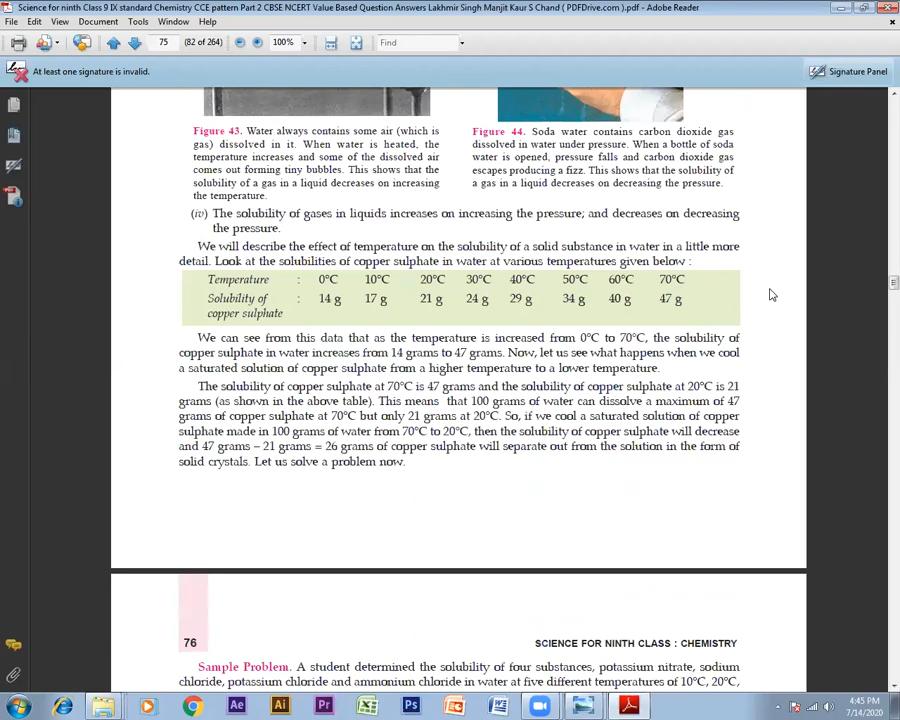 Science for ninth Class 9 IX standard Chemistry CCE pattern Part 2 CBSE NCERT Value Based Question Answers Lakhmir Singh Manjit Kaur S Chand ( PDFDrive.com ).pdf - Adobe Reader
File Edit View Document Tools Window Help
75 (82 of 264) 100% Find
At least one signature is invalid. Signature Panel
Figure 43. Water always contains some air (which is
gas) dissolved in it. When water is heated, the
temperature increases and some of the dissolved air
comes out forming tiny bubbles. This shows that the
solubility of a gas in a liquid decreases on increasing
the temperature.
Figure 44. Soda water contains carbon dioxide gas
dissolved in water under pressure. When a bottle of soda
water is opened, pressure falls and carbon dioxide gas
escapes producing a fizz. This shows that the solubility of
a gas in a liquid decreases on decreasing the pressure.
(iv) The solubility of gases in liquids increases on increasing the pressure; and decreases on decreasing
the pressure.
We will describe the effect of temperature on the solubility of a solid substance in water in a little more
detail. Look at the solubilities of copper sulphate in water at various temperatures given below :
Temperature : 0°C 10°C 20°C 30°C 40°C 50°C 60°C 70°C
Solubility of : 14 g 17 g 21 g 24 g 29 g 34 g 40 g 47 g
copper sulphate
We can see from this data that as the temperature is increased from 0°C to 70°C, the solubility of
copper sulphate in water increases from 14 grams to 47 grams. Now, let us see what happens when we cool
a saturated solution of copper sulphate from a higher temperature to a lower temperature.
The solubility of copper sulphate at 70°C is 47 grams and the solubility of copper sulphate at 20°C is 21
grams (as shown in the above table). This means that 100 grams of water can dissolve a maximum of 47
grams of copper sulphate at 70°C but only 21 grams at 20°C. So, if we cool a saturated solution of copper
sulphate made in 100 grams of water from 70°C to 20°C, then the solubility of copper sulphate will decrease
and 47 grams – 21 grams = 26 grams of copper sulphate will separate out from the solution in the form of
solid crystals. Let us solve a problem now.
76 SCIENCE FOR NINTH CLASS : CHEMISTRY
Sample Problem. A student determined the solubility of four substances, potassium nitrate, sodium
chloride, potassium chloride and ammonium chloride in water at five different temperatures of 10°C, 20°C,
Ae Ai Pr Ps
4:45 PM
7/14/2020